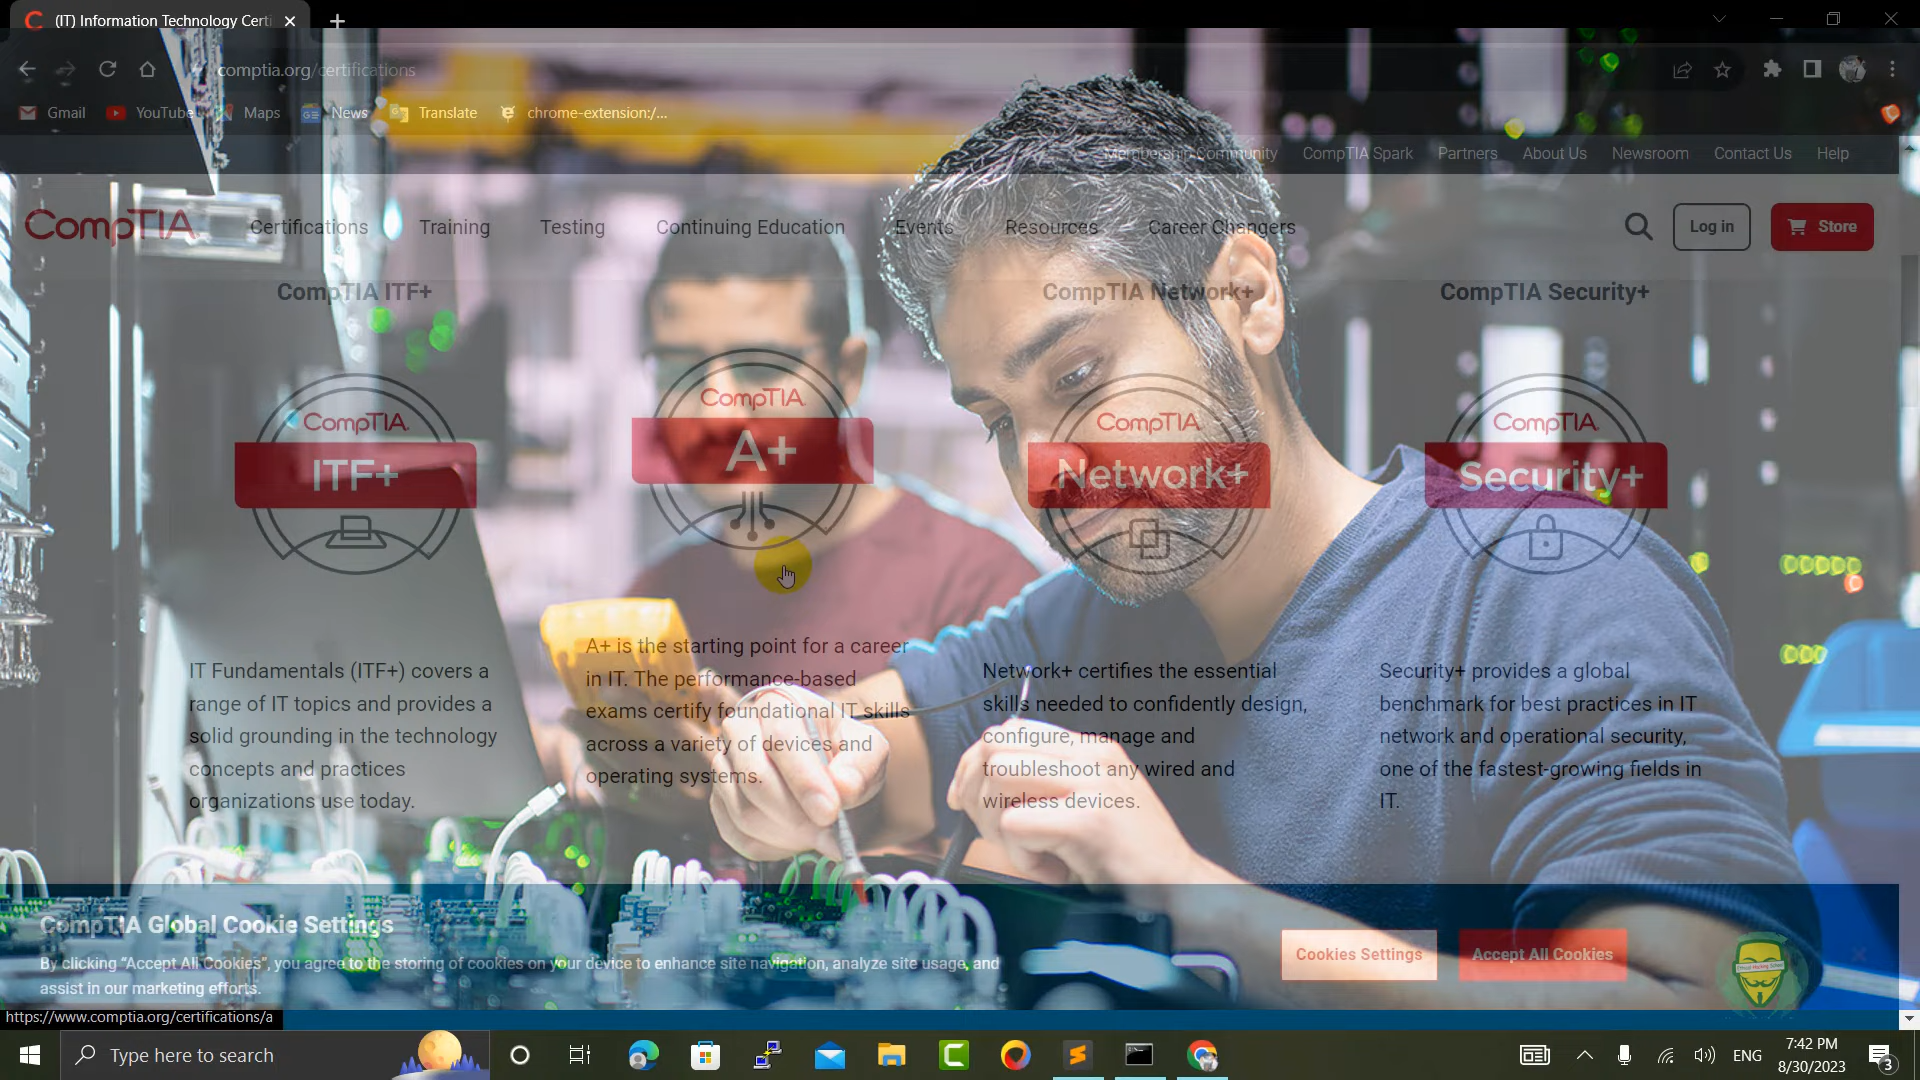 (IT) Information Technology Certi
comptia.org/certifications
Gmail
YouTube
Maps
News
Translate
chrome-extension:/...
Membership Community
CompTIA Spark
Partners
About Us
Newsroom
Contact Us
Help
CompTIA
Certifications
Training
Testing
Continuing Education
Events
Resources
Career Changers
Log in
Store
CompTIA ITF+
CompTIA Network+
CompTIA Security+
CompTIA
ITF+
CompTIA
A+
CompTIA
Network+
CompTIA
Security+
IT Fundamentals (ITF+) covers a
range of IT topics and provides a
solid grounding in the technology
concepts and practices
organizations use today.
A+ is the starting point for a career
in IT. The performance-based
exams certify foundational IT skills
across a variety of devices and
operating systems.
Network+ certifies the essential
skills needed to confidently design,
configure, manage and
troubleshoot any wired and
wireless devices.
Security+ provides a global
benchmark for best practices in IT
network and operational security,
one of the fastest-growing fields in
IT.
CompTIA Global Cookie Settings
By clicking “Accept All Cookies”, you agree to the storing of cookies on your device to enhance site navigation, analyze site usage, and
assist in our marketing efforts.
Cookies Settings
Accept All Cookies
https://www.comptia.org/certifications/a
Type here to search
ENG
7:42 PM
8/30/2023
3